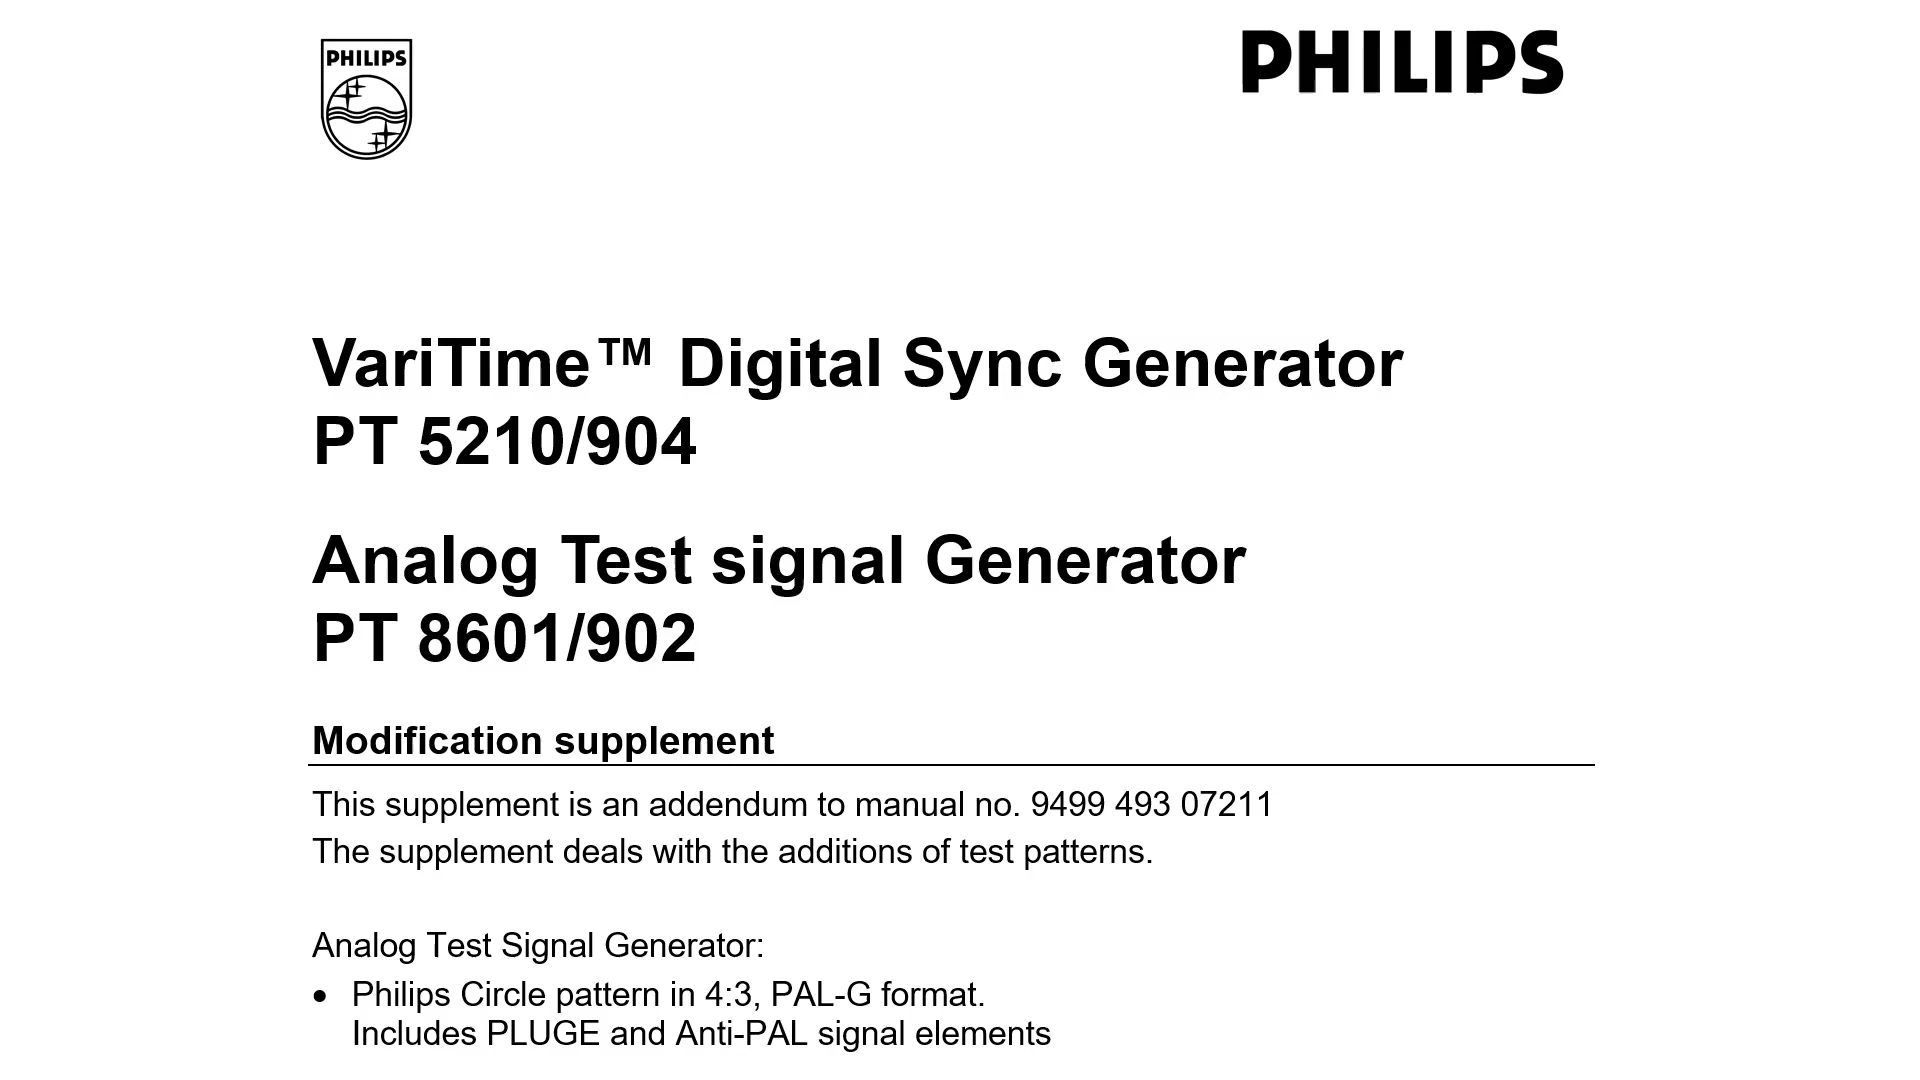 PHILIPS
PHILIPS
VariTime™ Digital Sync Generator
PT 5210/904
Analog Test signal Generator
PT 8601/902
Modification supplement
This supplement is an addendum to manual no. 9499 493 07211
The supplement deals with the additions of test patterns.
Analog Test Signal Generator:
• Philips Circle pattern in 4:3, PAL-G format.
Includes PLUGE and Anti-PAL signal elements